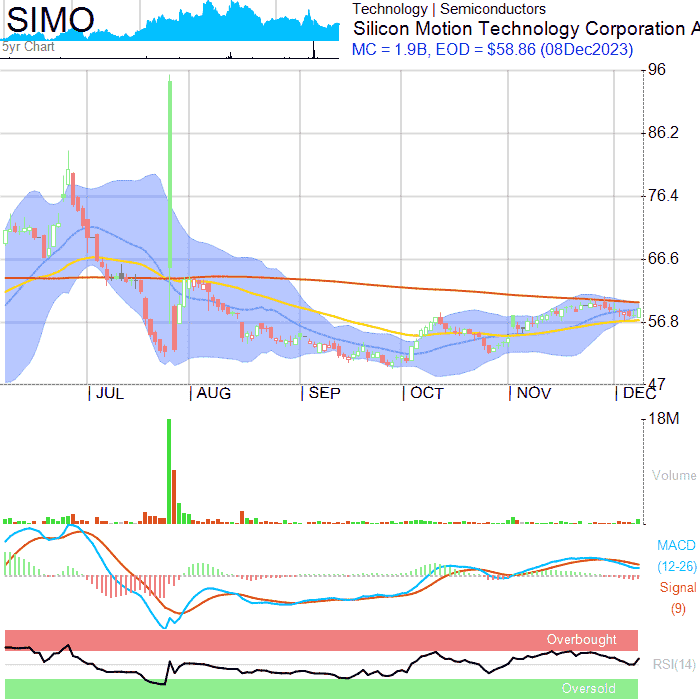 SIMO
5yr Chart
Technology | Semiconductors
Silicon Motion Technology Corporation A
MC = 1.9B, EOD = $58.86 (08Dec2023)
96
86.2
76.4
66.6
56.8
47
JUL AUG SEP OCT NOV DEC
18M
Volume
MACD
(12-26)
Signal
(9)
Overbought
RSI(14)
Oversold